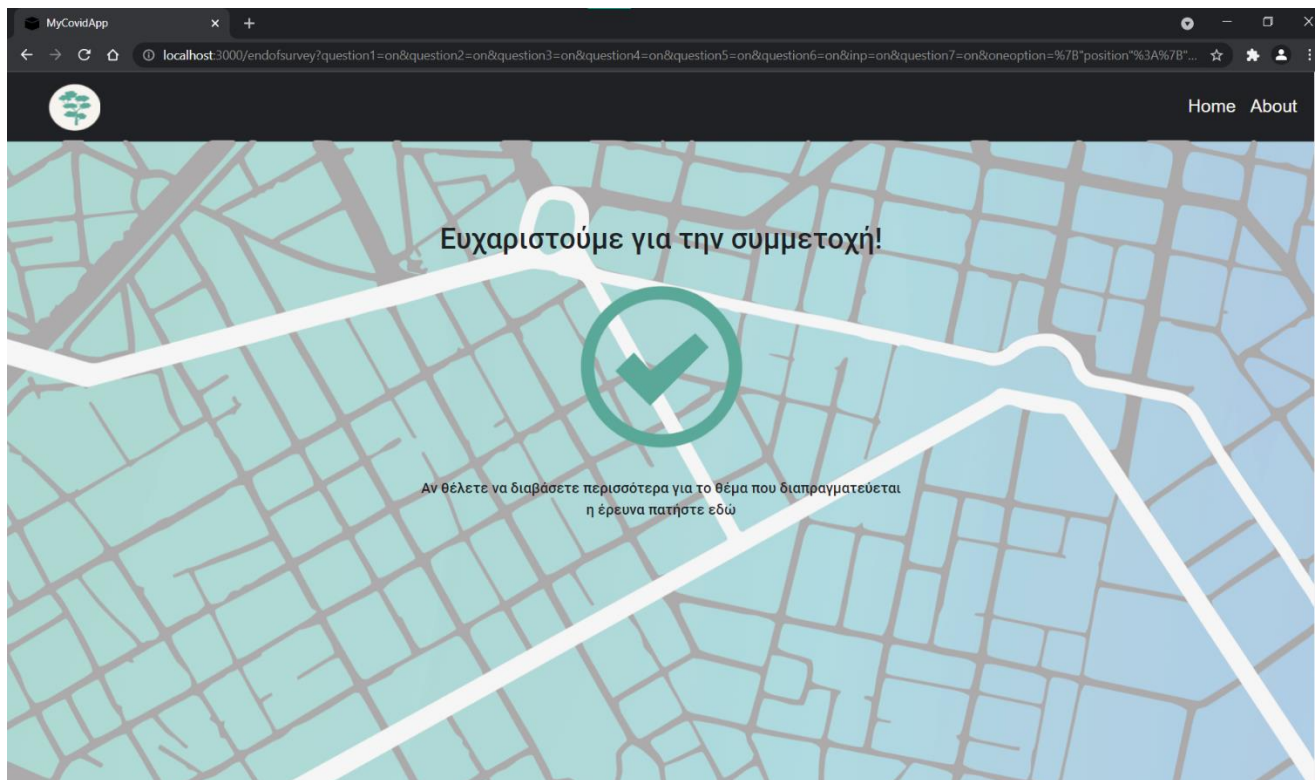 MyCovidApp
localhost:3000/endofsurvey?question1=on&question2=on&question3=on&question4=on&question5=on&question6=on&inp=on&question7=on&oneoption=%7B"position"%3A%7B"...
Home About
Ευχαριστούμε για την συμμετοχή!
Αν θέλετε να διαβάσετε περισσότερα για το θέμα που διαπραγματεύεται
η έρευνα πατήστε εδώ